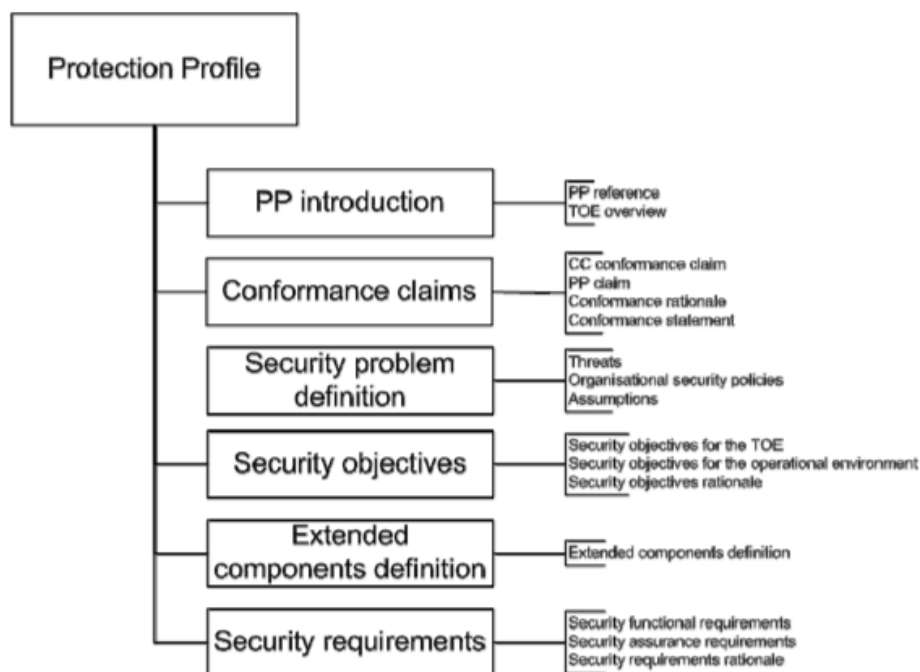 Protection Profile
PP introduction
PP reference
TOE overview
Conformance claims
CC conformance claim
PP claim
Conformance rationale
Conformance statement
Security problem
definition
Threats
Organisational security policies
Assumptions
Security objectives
Security objectives for the TOE
Security objectives for the operational environment
Security objectives rationale
Extended
components definition
Extended components definition
Security requirements
Security functional requirements
Security assurance requirements
Security requirements rationale